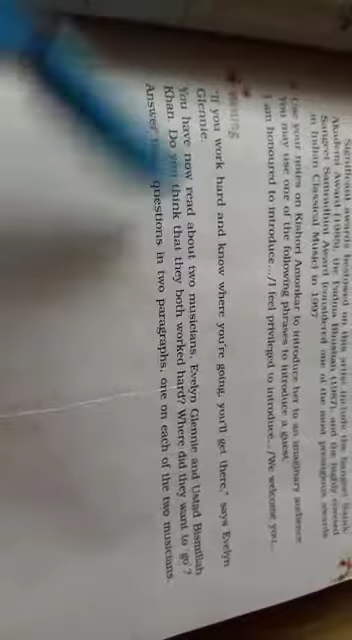 Significant awards bestowed on this artist include the Sangeet Natak
Akademi Award (1985), the Padma Bhushan (1987), and the highly coveted
Sangeet Samradhini Award (considered one of the most prestigious awards
in Indian Classical Music) in 1997.
Use your notes on Kishori Amonkar to introduce her to an imaginary audience.
You may use one of the following phrases to introduce a guest:
I am honoured to introduce.../I feel privileged to introduce.../We welcome you...
Writing
"If you work hard and know where you're going, you'll get there," says Evelyn
Glennie.
You have now read about two musicians, Evelyn Glennie and Ustad Bismillah
Khan. Do you think that they both worked hard? Where did they want to 'go'?
Answer questions in two paragraphs, one on each of the two musicians.